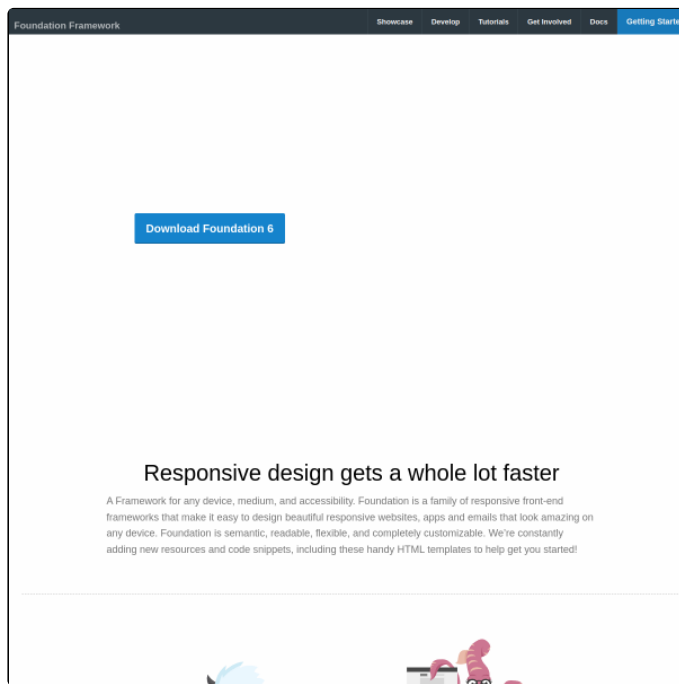 Foundation Framework
Showcase Develop Tutorials Get Involved Docs Getting Starte
Download Foundation 6
Responsive design gets a whole lot faster
A Framework for any device, medium, and accessibility. Foundation is a family of responsive front-end
frameworks that make it easy to design beautiful responsive websites, apps and emails that look amazing on
any device. Foundation is semantic, readable, flexible, and completely customizable. We're constantly
adding new resources and code snippets, including these handy HTML templates to help get you started!